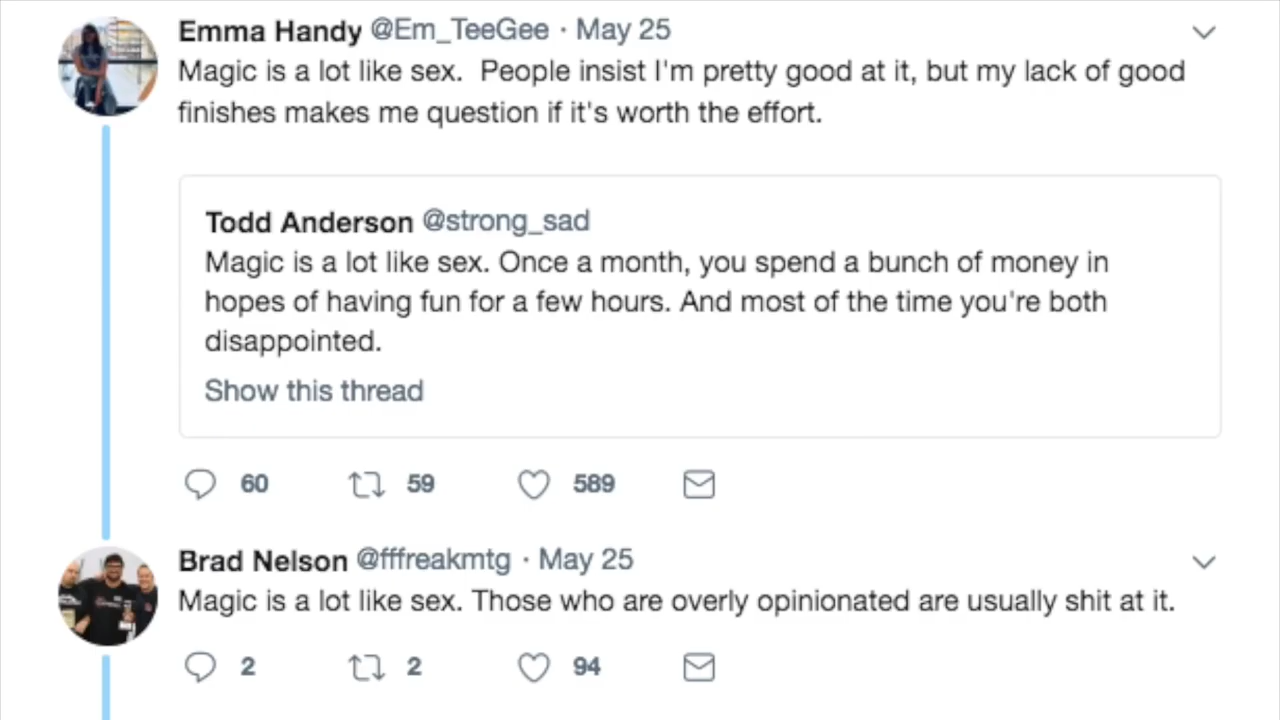 Emma Handy @Em_TeeGee · May 25
Magic is a lot like sex.  People insist I'm pretty good at it, but my lack of good
finishes makes me question if it's worth the effort.
Todd Anderson @strong_sad
Magic is a lot like sex. Once a month, you spend a bunch of money in
hopes of having fun for a few hours. And most of the time you're both
disappointed.
Show this thread
60 59 589
Brad Nelson @fffreakmtg · May 25
Magic is a lot like sex. Those who are overly opinionated are usually shit at it.
2 2 94